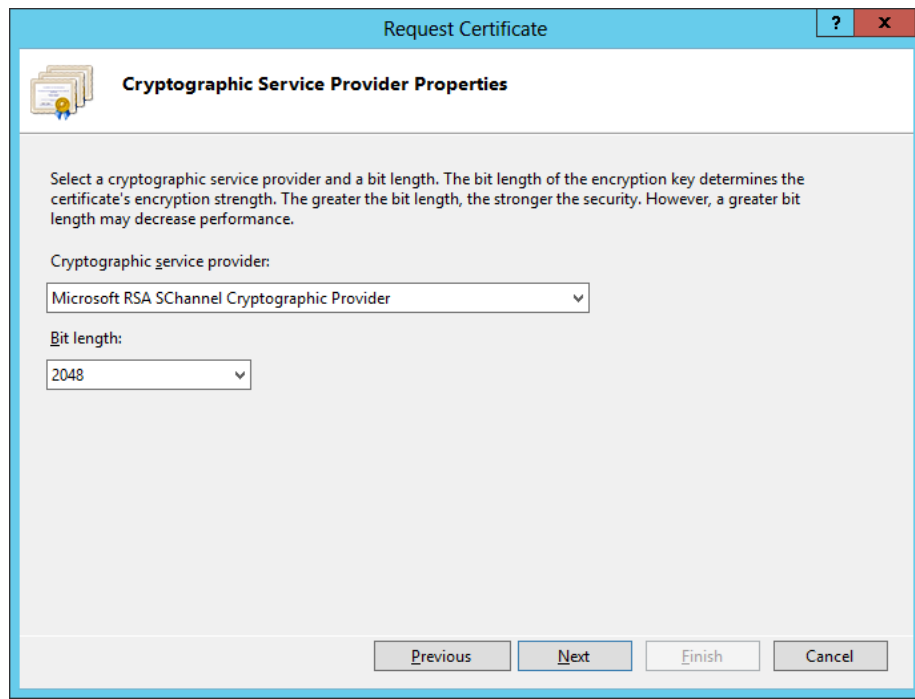 Request Certificate
?
x
Cryptographic Service Provider Properties
Select a cryptographic service provider and a bit length. The bit length of the encryption key determines the
certificate's encryption strength. The greater the bit length, the stronger the security. However, a greater bit
length may decrease performance.
Cryptographic service provider:
Microsoft RSA SChannel Cryptographic Provider
Bit length:
2048
Previous
Next
Finish
Cancel